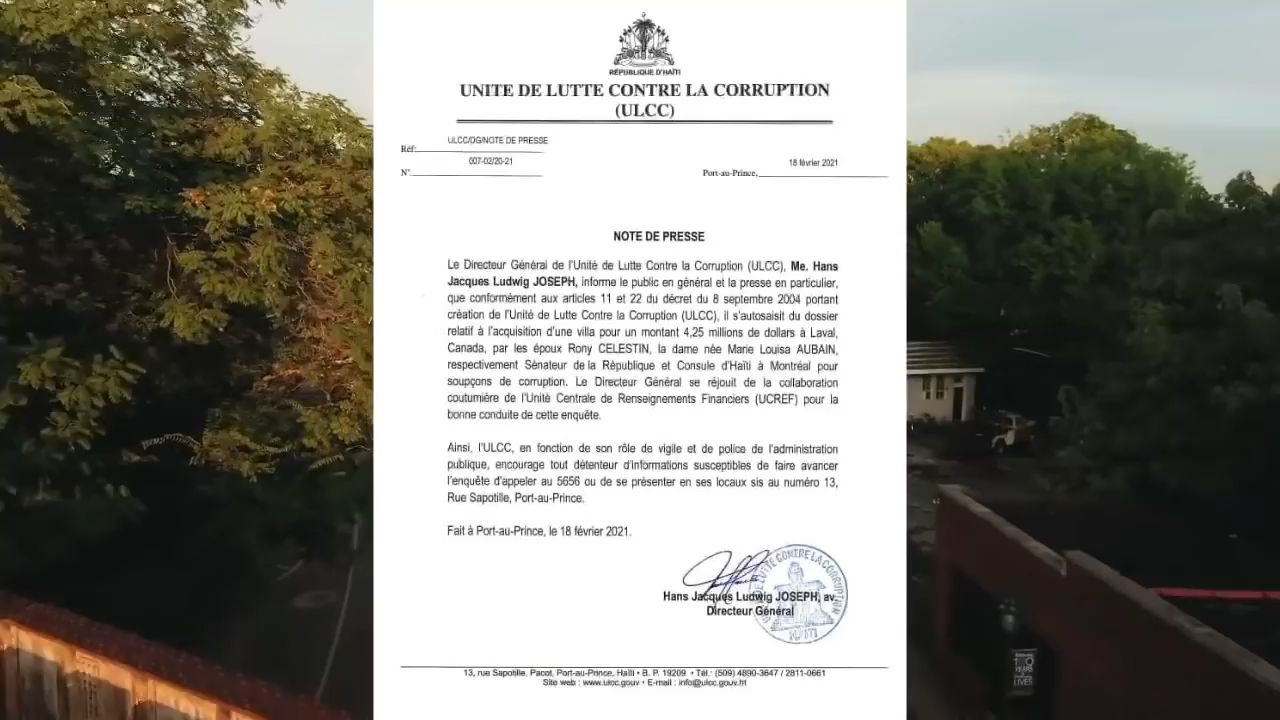 RÉPUBLIQUE D'HAÏTI
UNITE DE LUTTE CONTRE LA CORRUPTION
(ULCC)
ULCC/DG/NOTE DE PRESSE
Réf:
007-02/20-21
N°.
18 février 2021
Port-au-Prince,
NOTE DE PRESSE
Le Directeur Général de l'Unité de Lutte Contre la Corruption (ULCC), Me. Hans
Jacques Ludwig JOSEPH, informe le public en général et la presse en particulier,
que conformément aux articles 11 et 22 du décret du 8 septembre 2004 portant
création de l'Unité de Lutte Contre la Corruption (ULCC), il s'autosaisit du dossier
relatif à l'acquisition d'une villa pour un montant 4,25 millions de dollars à Laval,
Canada, par les époux Rony CELESTIN, la dame née Marie Louisa AUBAIN,
respectivement Sénateur de la République et Consule d'Haïti à Montréal pour
soupçons de corruption. Le Directeur Général se réjouit de la collaboration
coutumière de l'Unité Centrale de Renseignements Financiers (UCREF) pour la
bonne conduite de cette enquête.
Ainsi, l'ULCC, en fonction de son rôle de vigile et de police de l'administration
publique, encourage tout détenteur d'informations susceptibles de faire avancer
l'enquête d'appeler au 5656 ou de se présenter en ses locaux sis au numéro 13,
Rue Sapotille, Port-au-Prince.
Fait à Port-au-Prince, le 18 février 2021.
DE LUTTE CONTRE LA CORRUPTION
HAITI
Hans Jacques Ludwig JOSEPH, av.
Directeur Général
13, rue Sapotille, Pacot, Port-au-Prince, Haïti • B. P. 19209 • Tél.: (509) 4890-3647 / 2811-0661
Site web : www.ulcc.gouv • E-mail : info@ulcc.gouv.ht
YEARS
LIVES